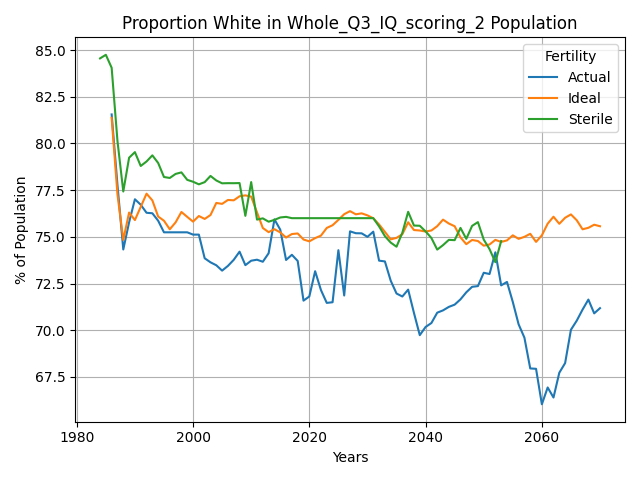 Proportion White in Whole_Q3_IQ_scoring_2 Population
% of Population
85.0
82.5
80.0
77.5
75.0
72.5
70.0
67.5
Fertility
Actual
Ideal
Sterile
1980
2000
2020
2040
2060
Years